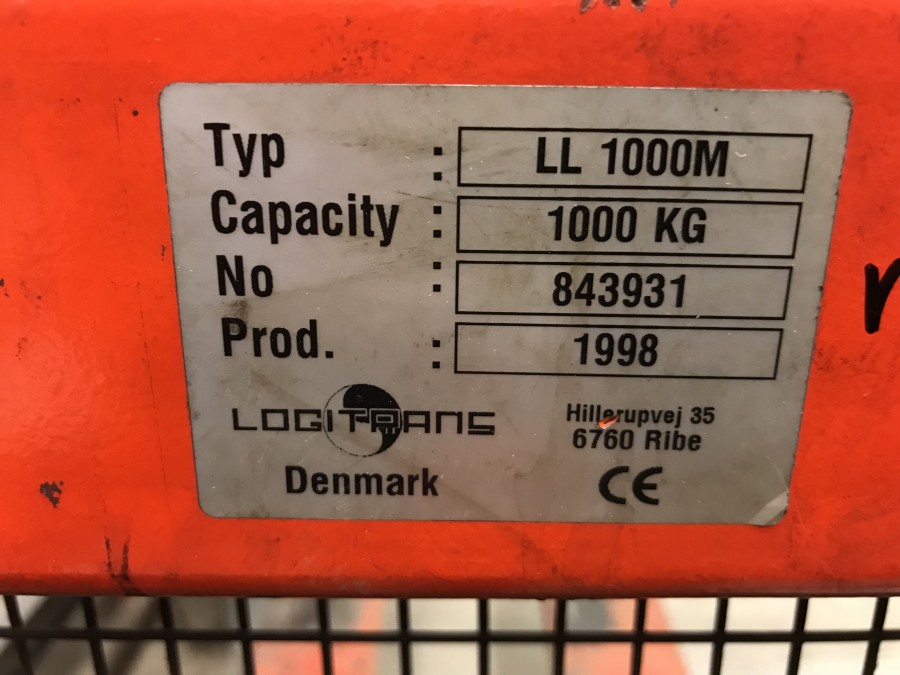 Typ : LL 1000M
Capacity : 1000 KG
No : 843931
Prod. : 1998
LOGITRANS
Hillerupvej 35
6760 Ribe
Denmark
CE